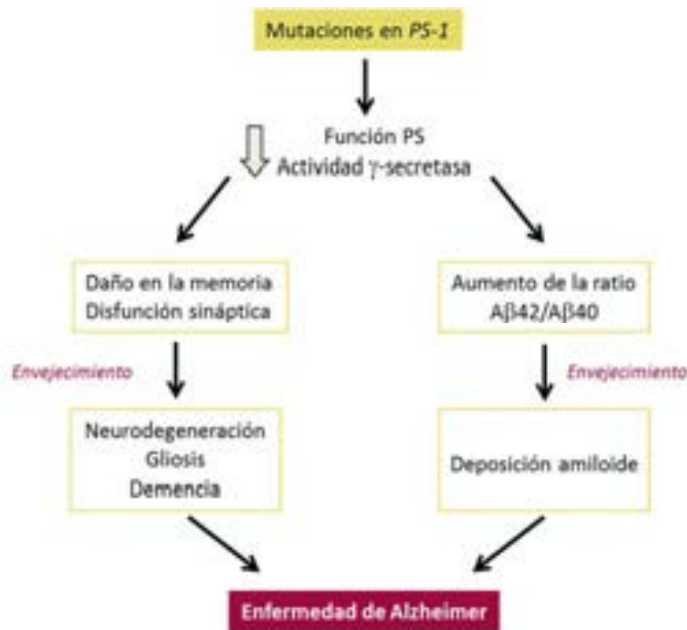 Mutaciones en PS-1
Función PS
Actividad γ-secretasa
Daño en la memoria
Disfunción sináptica
Aumento de la ratio
Aβ42/Aβ40
Envejecimiento
Envejecimiento
Neurodegeneración
Gliosis
Demencia
Deposición amiloide
Enfermedad de Alzheimer